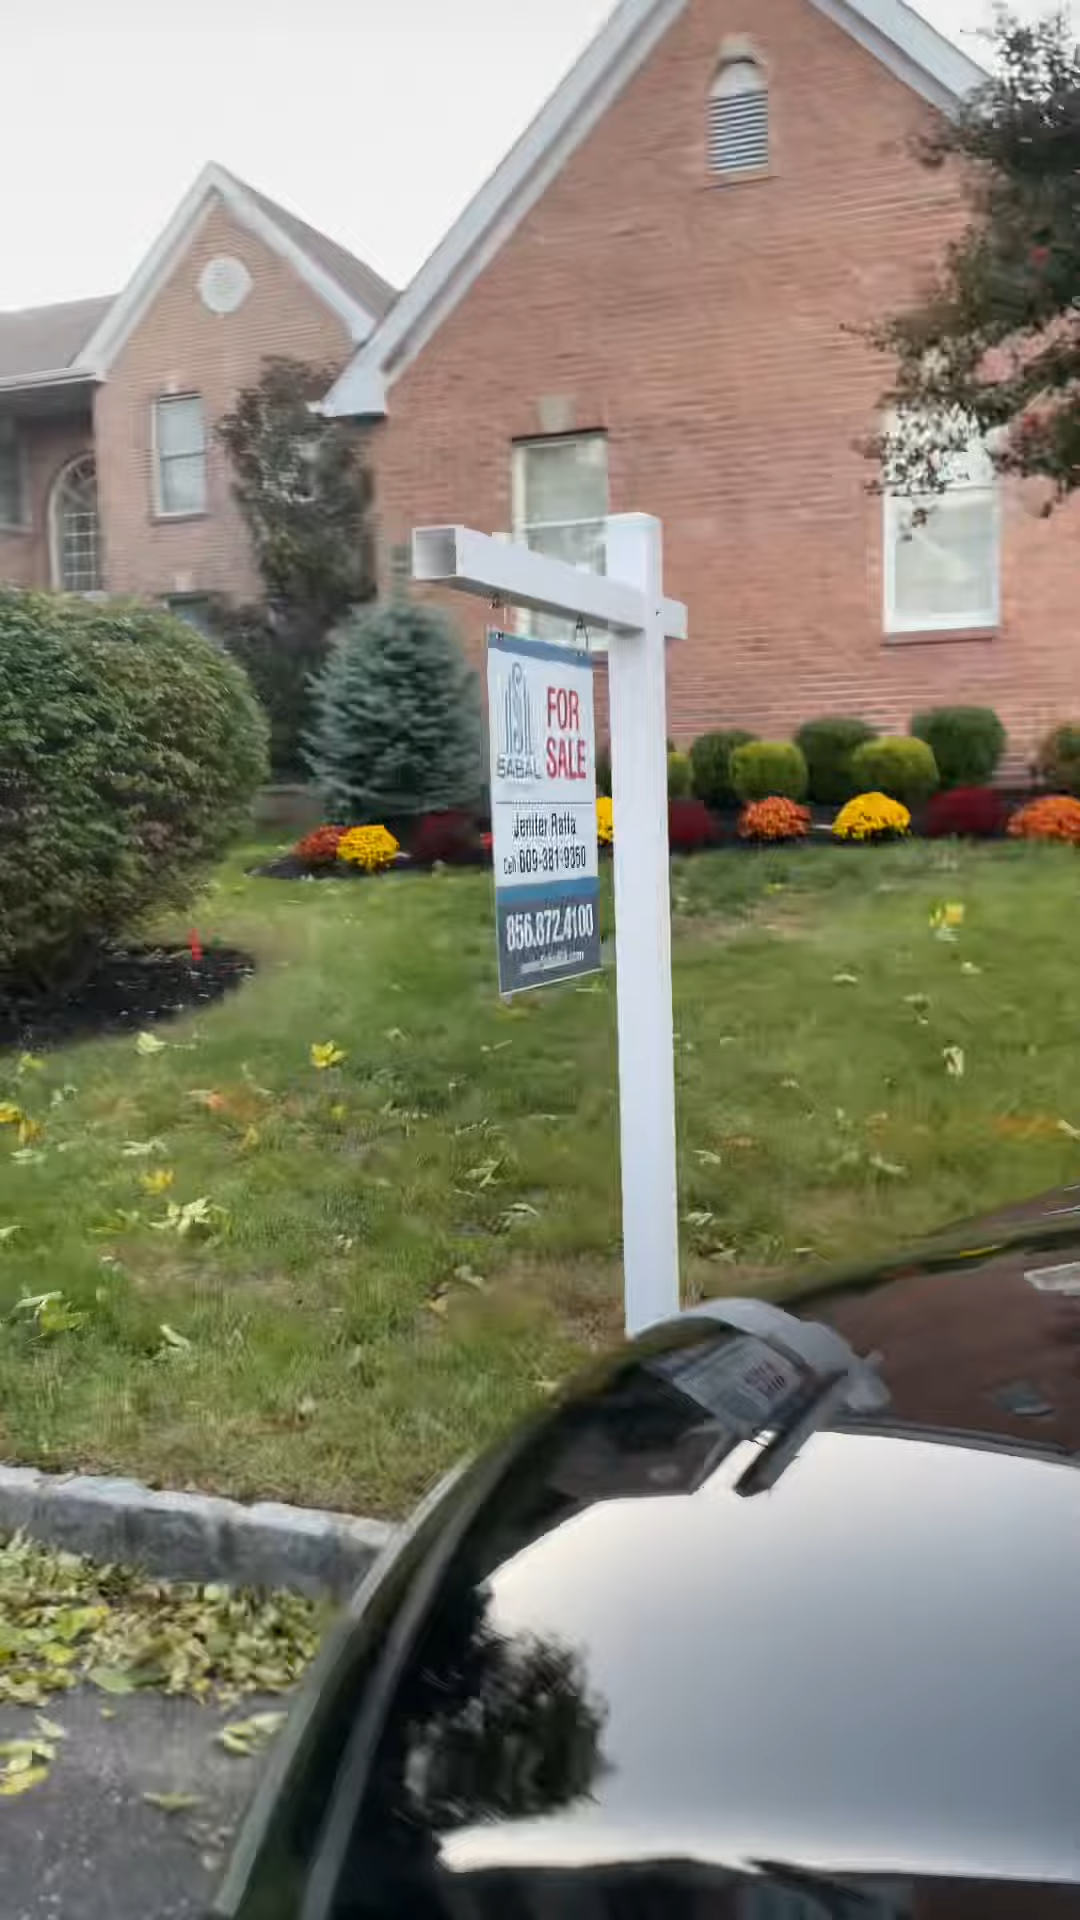 SABAL
FOR
SALE
Jenifer Ratta
Cell 609-381-9350
856.872.4100